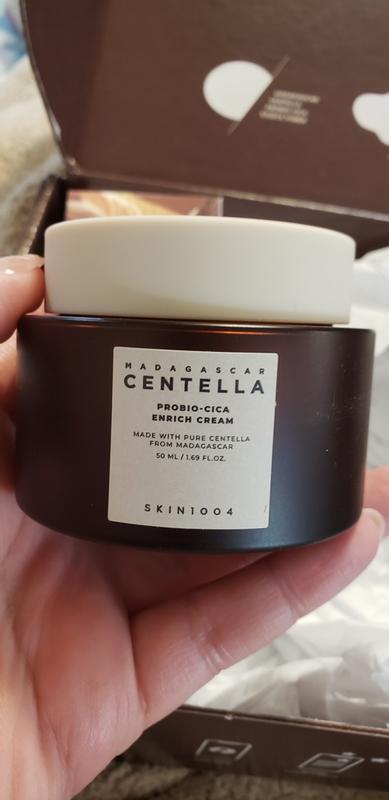 MADAGASCAR
CENTELLA
PROBIO-CICA
ENRICH CREAM
MADE WITH PURE CENTELLA
FROM MADAGASCAR
50 ML / 1.69 FL.OZ.
SKIN1004